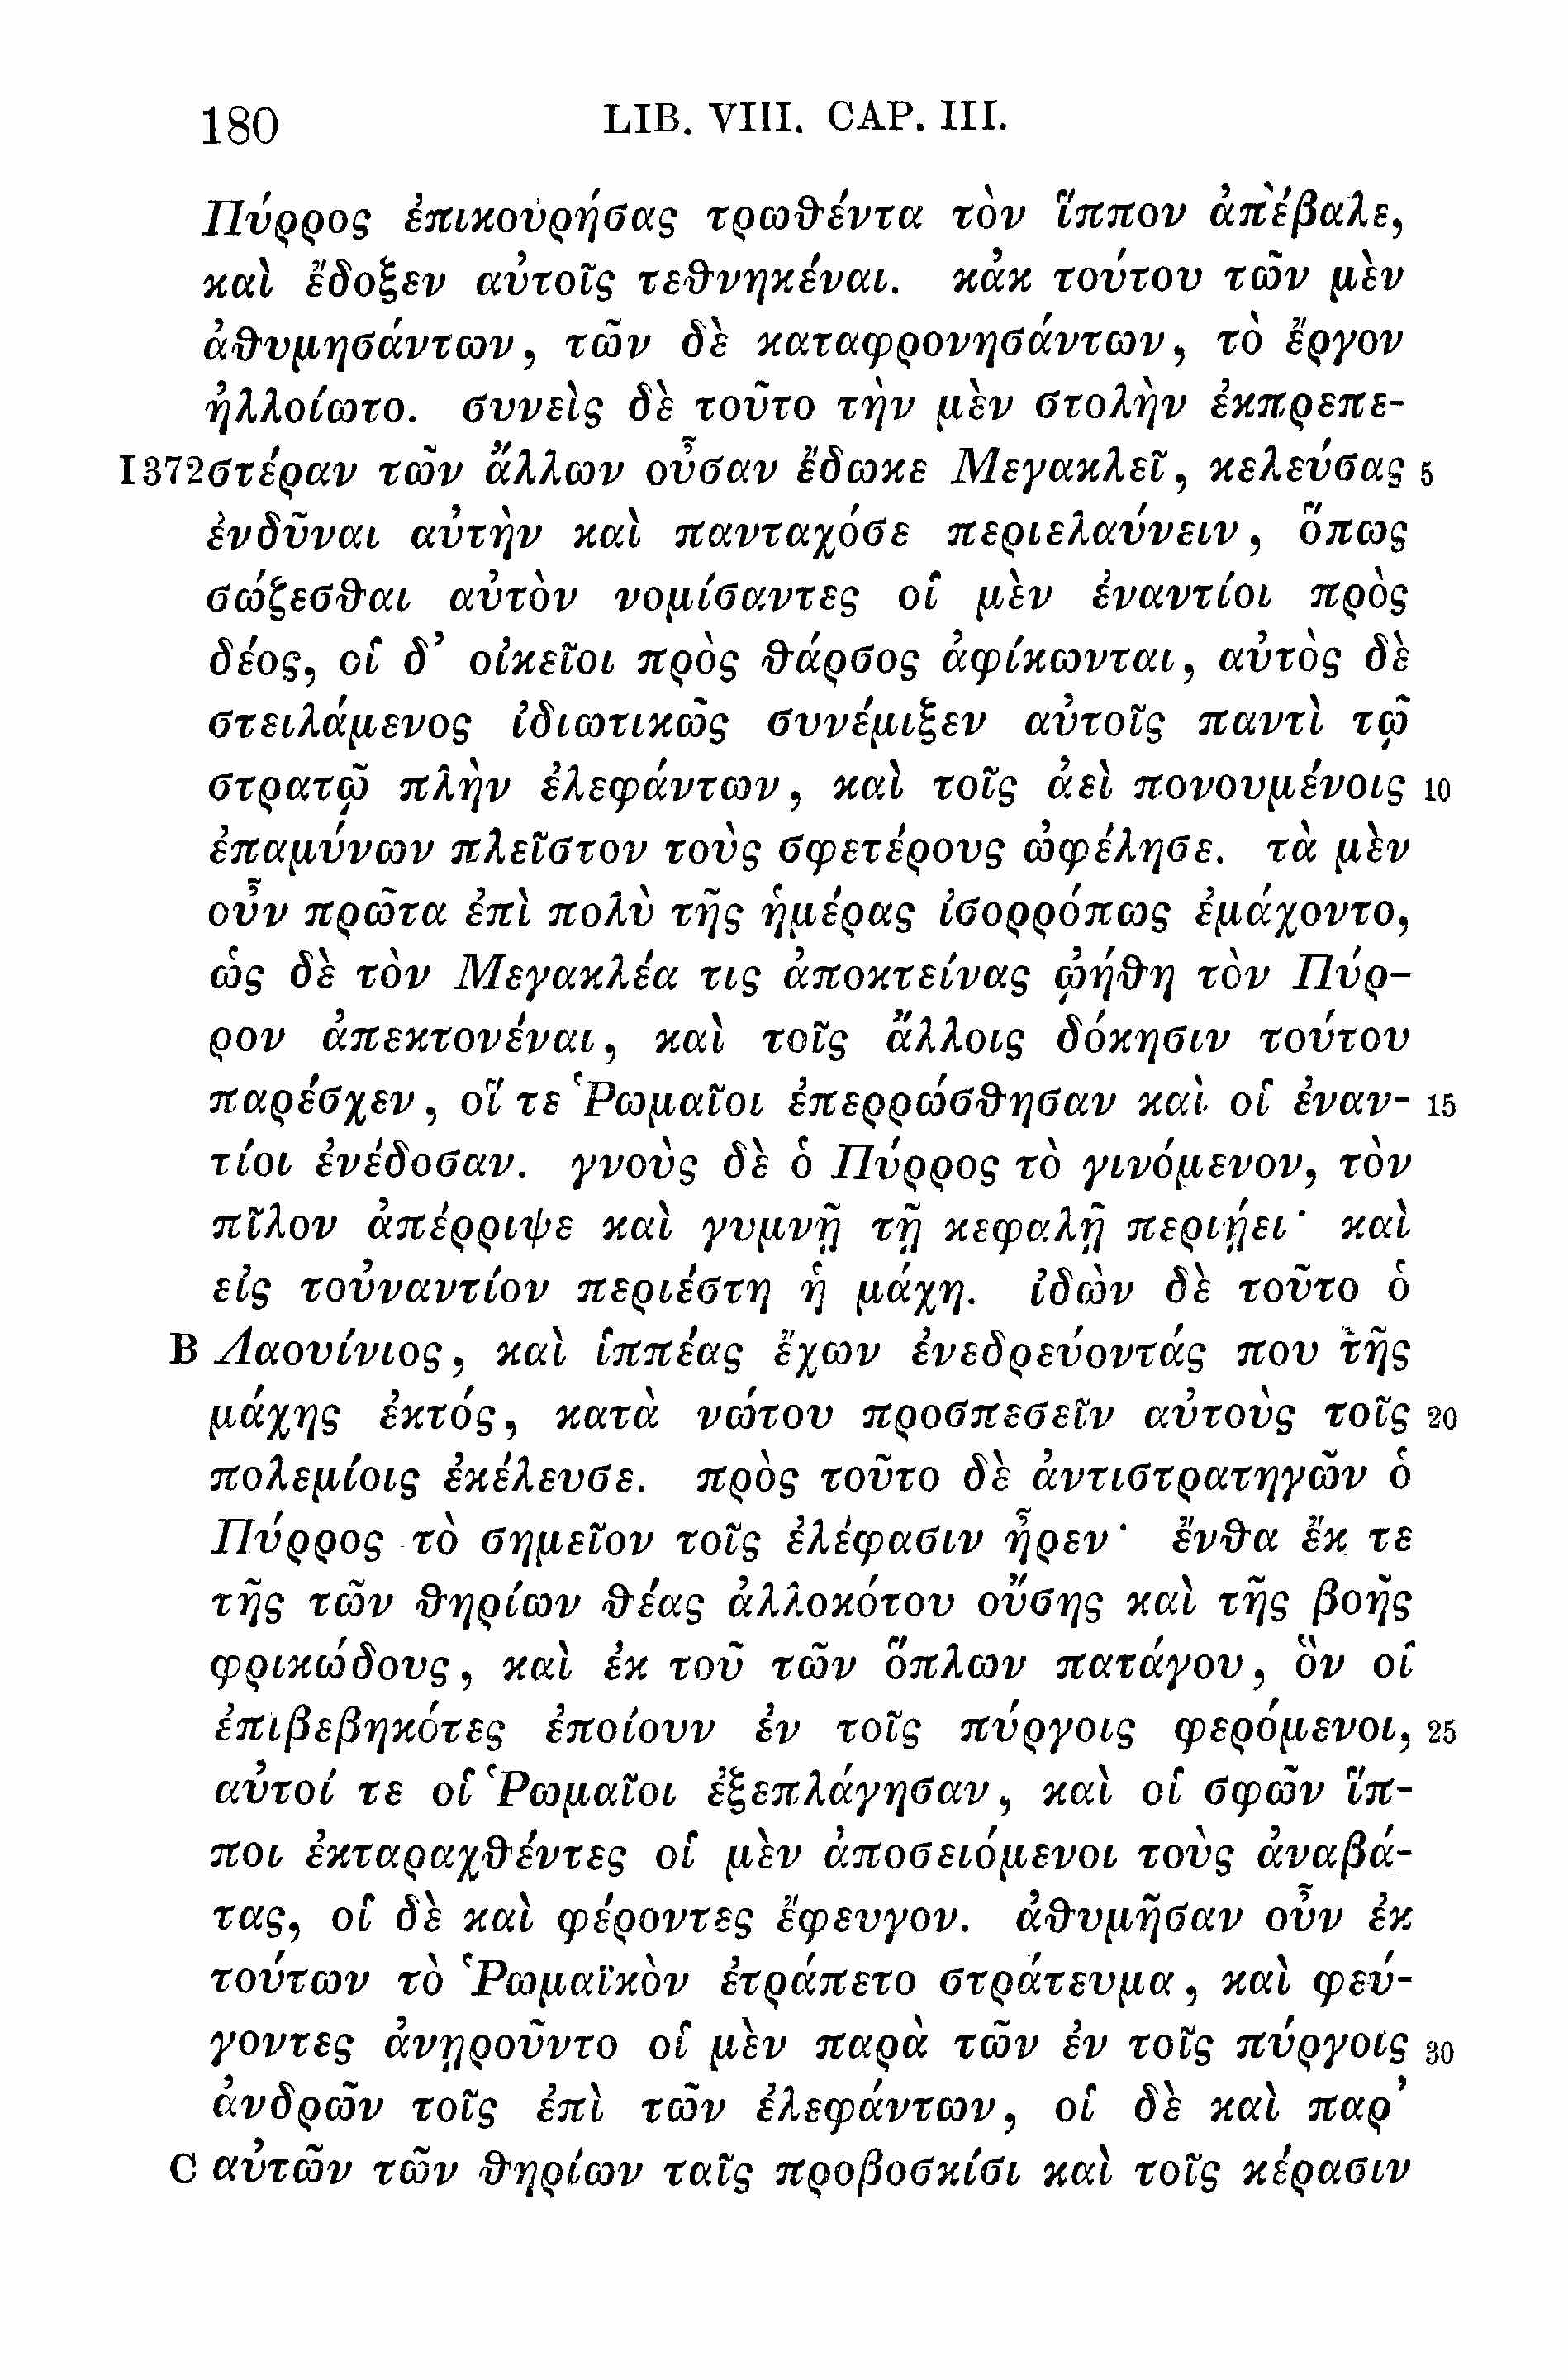 180 LIB. VIII. CAP. III.
Πύρρος ἐπικουρήσας τρωθέντα τὸν ἵππον ἀπέβαλε,
καὶ ἔδοξεν αὐτοῖς τεθνηκέναι. κἀκ τούτου τῶν μὲν
ἀθυμησάντων, τῶν δὲ καταφρονησάντων, τὸ ἔργον
ἠλλοίωτο. συνεὶς δὲ τοῦτο τὴν μὲν στολὴν ἐκπρεπε-
I 372 στέραν τῶν ἄλλων οὖσαν ἔδωκε Μεγακλεῖ, κελεύσας 5
ἐνδῦναι αὐτὴν καὶ πανταχόσε περιελαύνειν, ὅπως
σώζεσθαι αὐτὸν νομίσαντες οἱ μὲν ἐναντίοι πρὸς
δέος, οἱ δ᾽ οἰκεῖοι πρὸς θάρσος ἀφίκωνται, αὐτὸς δὲ
στειλάμενος ἰδιωτικῶς συνέμιξεν αὐτοῖς παντὶ τῷ
στρατῷ πλὴν ἐλεφάντων, καὶ τοῖς ἀεὶ πονουμένοις 10
ἐπαμύνων πλεῖστον τοὺς σφετέρους ὠφέλησε. τὰ μὲν
οὖν πρῶτα ἐπὶ πολὺ τῆς ἡμέρας ἰσορρόπως ἐμάχοντο,
ὡς δὲ τὸν Μεγακλέα τις ἀποκτείνας ᾠήθη τὸν Πύρ-
ρον ἀπεκτονέναι, καὶ τοῖς ἄλλοις δόκησιν τούτου
παρέσχεν, οἵ τε Ῥωμαῖοι ἐπερρώσθησαν καὶ οἱ ἐναν- 15
τίοι ἐνέδοσαν. γνοὺς δὲ ὁ Πύρρος τὸ γινόμενον, τὸν
πῖλον ἀπέρριψε καὶ γυμνῇ τῇ κεφαλῇ περιῄει· καὶ
εἰς τοὐναντίον περιέστη ἡ μάχη. ἰδὼν δὲ τοῦτο ὁ
B Λαουίνιος, καὶ ἱππέας ἔχων ἐνεδρεύοντάς που τῆς
μάχης ἐκτός, κατὰ νώτου προσπεσεῖν αὐτοὺς τοῖς 20
πολεμίοις ἐκέλευσε. πρὸς τοῦτο δὲ ἀντιστρατηγῶν ὁ
Πύρρος τὸ σημεῖον τοῖς ἐλέφασιν ἦρεν· ἔνθα ἔκ τε
τῆς τῶν θηρίων θέας ἀλλοκότου οὔσης καὶ τῆς βοῆς
φρικώδους, καὶ ἐκ τοῦ τῶν ὅπλων πατάγου, ὃν οἱ
ἐπιβεβηκότες ἐποίουν ἐν τοῖς πύργοις φερόμενοι, 25
αὐτοί τε οἱ Ῥωμαῖοι ἐξεπλάγησαν, καὶ οἱ σφῶν ἵπ-
ποι ἐκταραχθέντες οἱ μὲν ἀποσειόμενοι τοὺς ἀναβά-
τας, οἱ δὲ καὶ φέροντες ἔφευγον. ἀθυμῆσαν οὖν ἐκ
τούτων τὸ Ῥωμαϊκὸν ἐτράπετο στράτευμα, καὶ φεύ-
γοντες ἀνῃροῦντο οἱ μὲν παρὰ τῶν ἐν τοῖς πύργοις 30
ἀνδρῶν τοῖς ἐπὶ τῶν ἐλεφάντων, οἱ δὲ καὶ παρ᾽
C αὐτῶν τῶν θηρίων ταῖς προβοσκίσι καὶ τοῖς κέρασιν